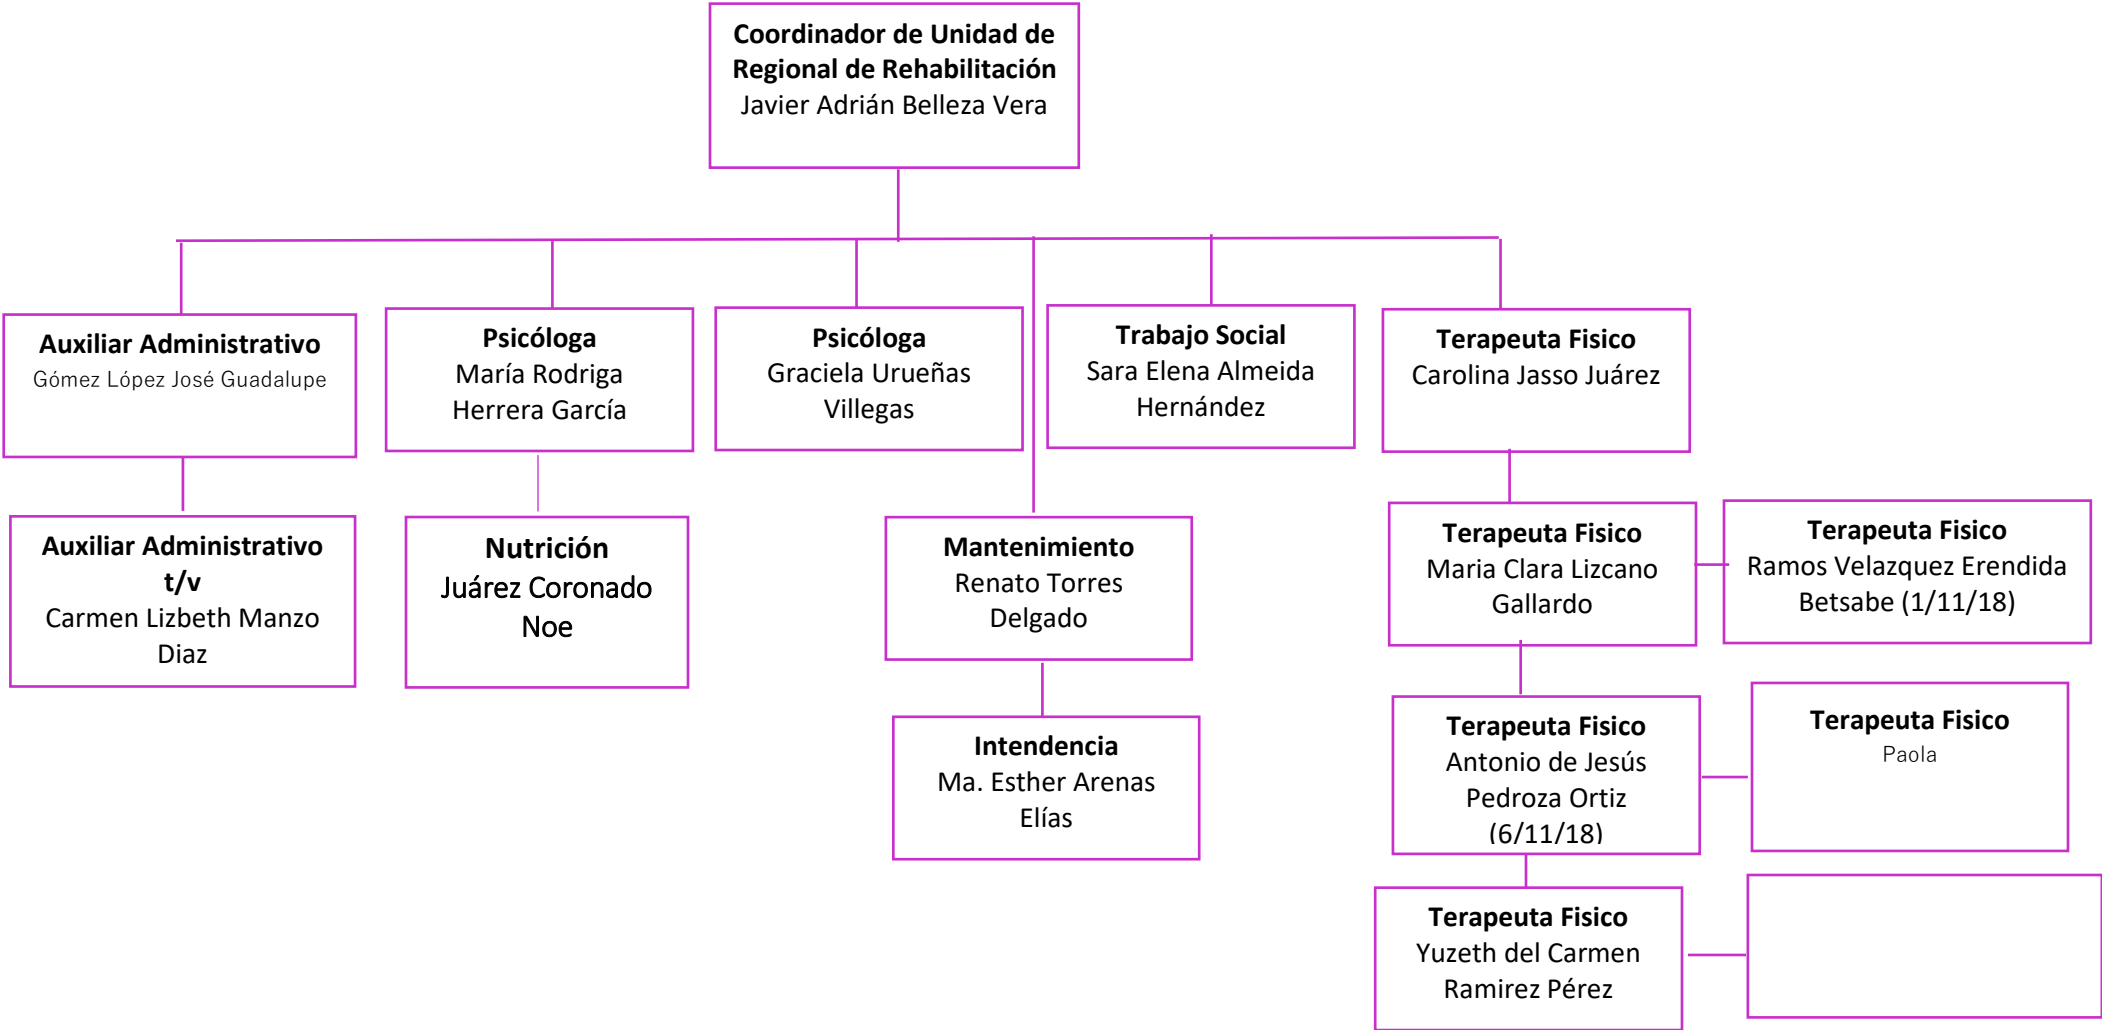 Coordinador de Unidad de
Regional de Rehabilitación
Javier Adrián Belleza Vera
Auxiliar Administrativo
Gómez López José Guadalupe
Psicóloga
María Rodriga
Herrera García
Psicóloga
Graciela Urueñas
Villegas
Trabajo Social
Sara Elena Almeida
Hernández
Terapeuta Fisico
Carolina Jasso Juárez
Auxiliar Administrativo
t/v
Carmen Lizbeth Manzo
Diaz
Nutrición
Juárez Coronado
Noe
Mantenimiento
Renato Torres
Delgado
Terapeuta Fisico
Maria Clara Lizcano
Gallardo
Terapeuta Fisico
Ramos Velazquez Erendida
Betsabe (1/11/18)
Intendencia
Ma. Esther Arenas
Elías
Terapeuta Fisico
Antonio de Jesús
Pedroza Ortiz
(6/11/18)
Terapeuta Fisico
Paola
Terapeuta Fisico
Yuzeth del Carmen
Ramirez Pérez